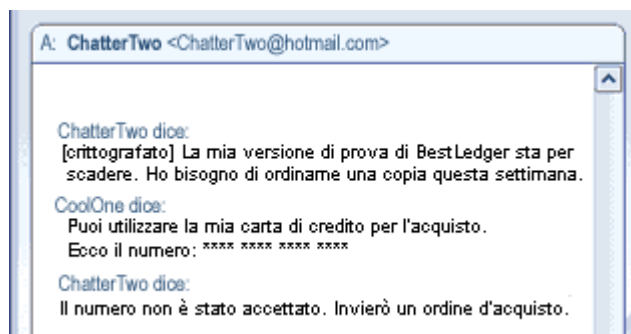 A: ChatterTwo <ChatterTwo@hotmail.com>
ChatterTwo dice:
[crittografato] La mia versione di prova di BestLedger sta per
scadere. Ho bisogno di ordinarne una copia questa settimana.
CoolOne dice:
Puoi utilizzare la mia carta di credito per l'acquisto.
Ecco il numero: **** **** **** ****
ChatterTwo dice:
Il numero non è stato accettato. Invierò un ordine d'acquisto.